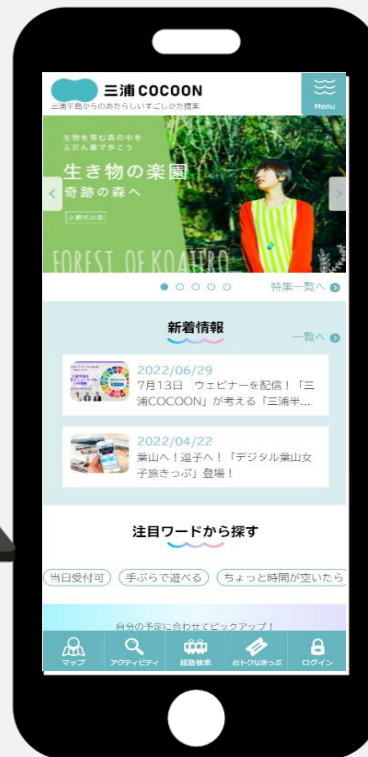 三浦COCOON
三浦半島からのあたらしいすごしかた提案
Menu
生物を育む森の中を
ふだん着で歩こう
生き物の楽園
奇跡の森へ
小網代の森
FOREST OF KOAJIRO
特集一覧へ
新着情報
一覧へ
2022/06/29
7月13日 ウェビナーを配信！「三
浦COCOON」が考える「三浦半...
2022/04/22
葉山へ！逗子へ！「デジタル葉山女
子旅きっぷ」登場！
注目ワードから探す
当日受付可
手ぶらで遊べる
ちょっと時間が空いたら
自分の予定に合わせてピックアップ！
マップ
アクティビティ
経路検索
おトクなきっぷ
ログイン